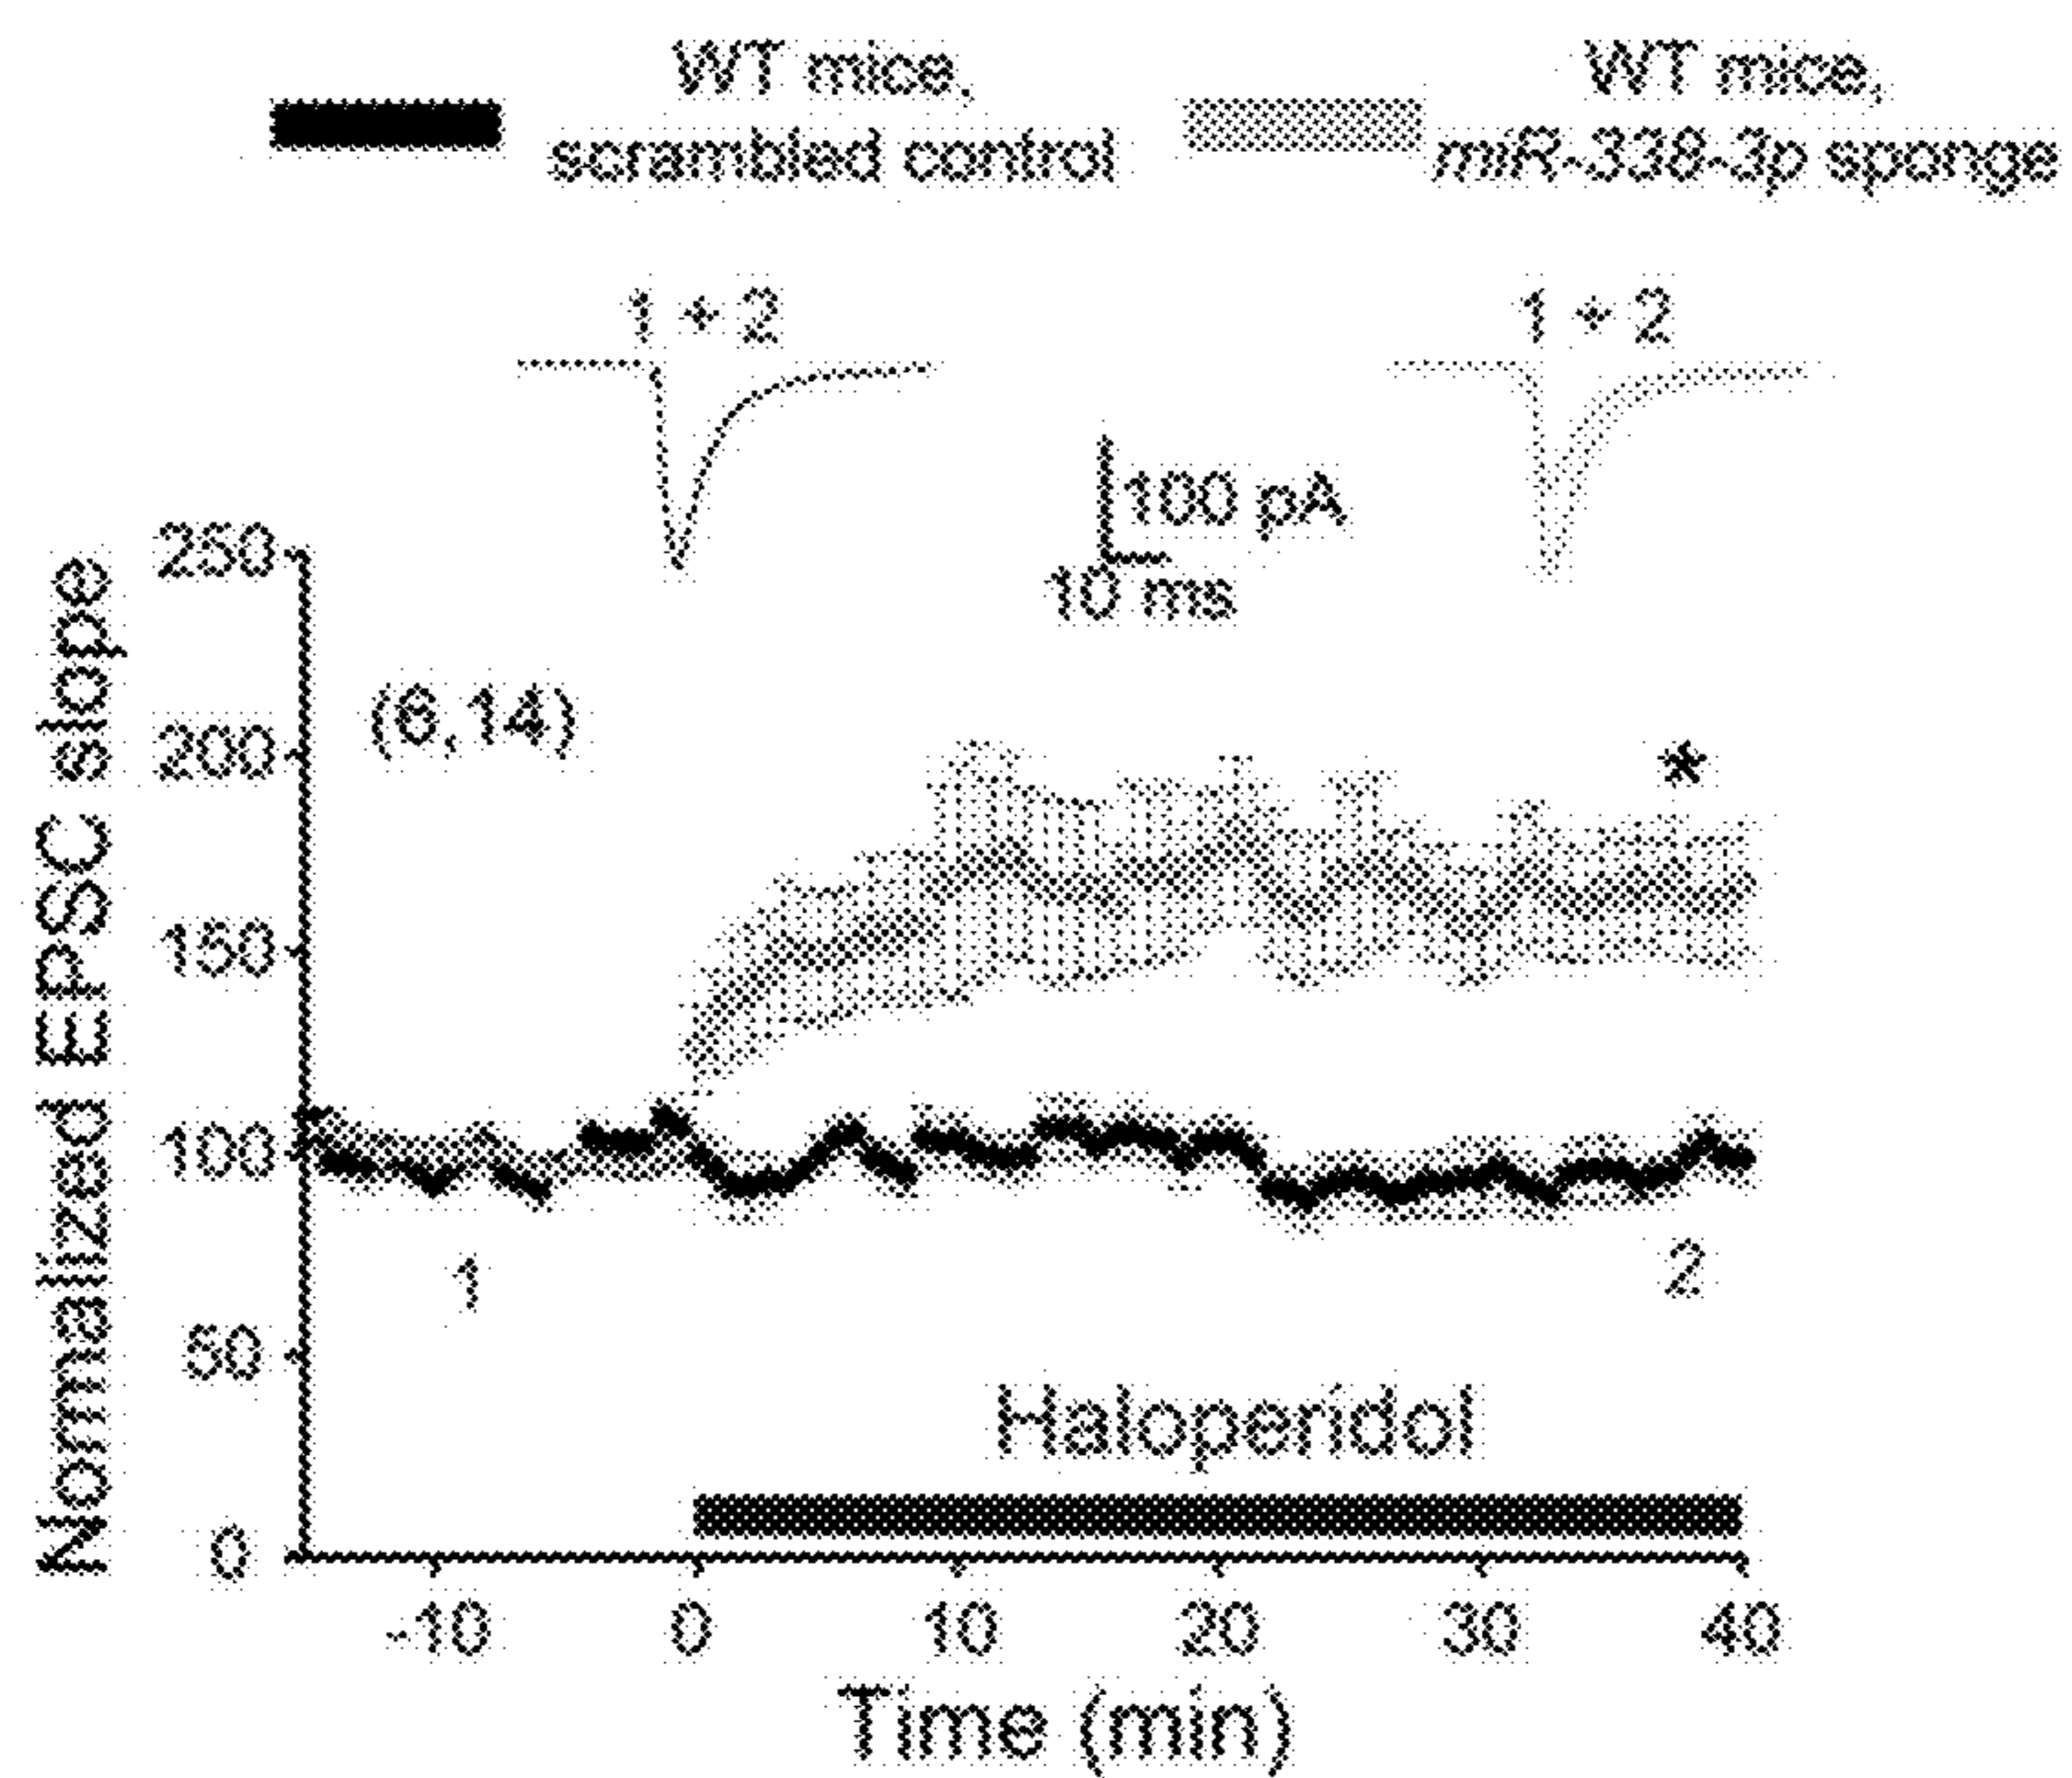 WT mice,
scrambled control
WT mice,
miR-338-3p sponge
1 + 2
1 + 2
100 pA
10 ms
Normalized EPSC slope
250
200
150
100
50
0
(6,14)
*
1
2
Haloperidol
-10 0 10 20 30 40
Time (min)